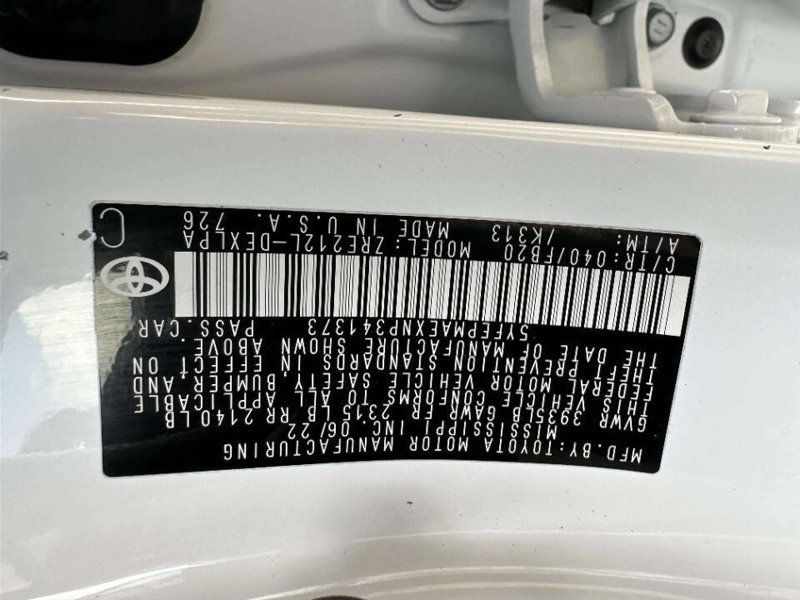 MFD. BY:TOYOTA MOTOR MANUFACTURING
MISSISSIPPI INC. 06/22
GVWR 3935LB GAWR FR 2315LB RR 2140LB
THIS VEHICLE CONFORMS TO ALL APPLICABLE
FEDERAL MOTOR VEHICLE SAFETY, BUMPER, AND
THEFT PREVENTION STANDARDS IN EFFECT ON
THE DATE OF MANUFACTURE SHOWN ABOVE.
5YFEPMAEXNP341373 PASS.CAR
C/TR: 040/FB20 MODEL: ZRE212L-DEXLPA
A/TM: /K313 MADE IN U.S.A. 726
C